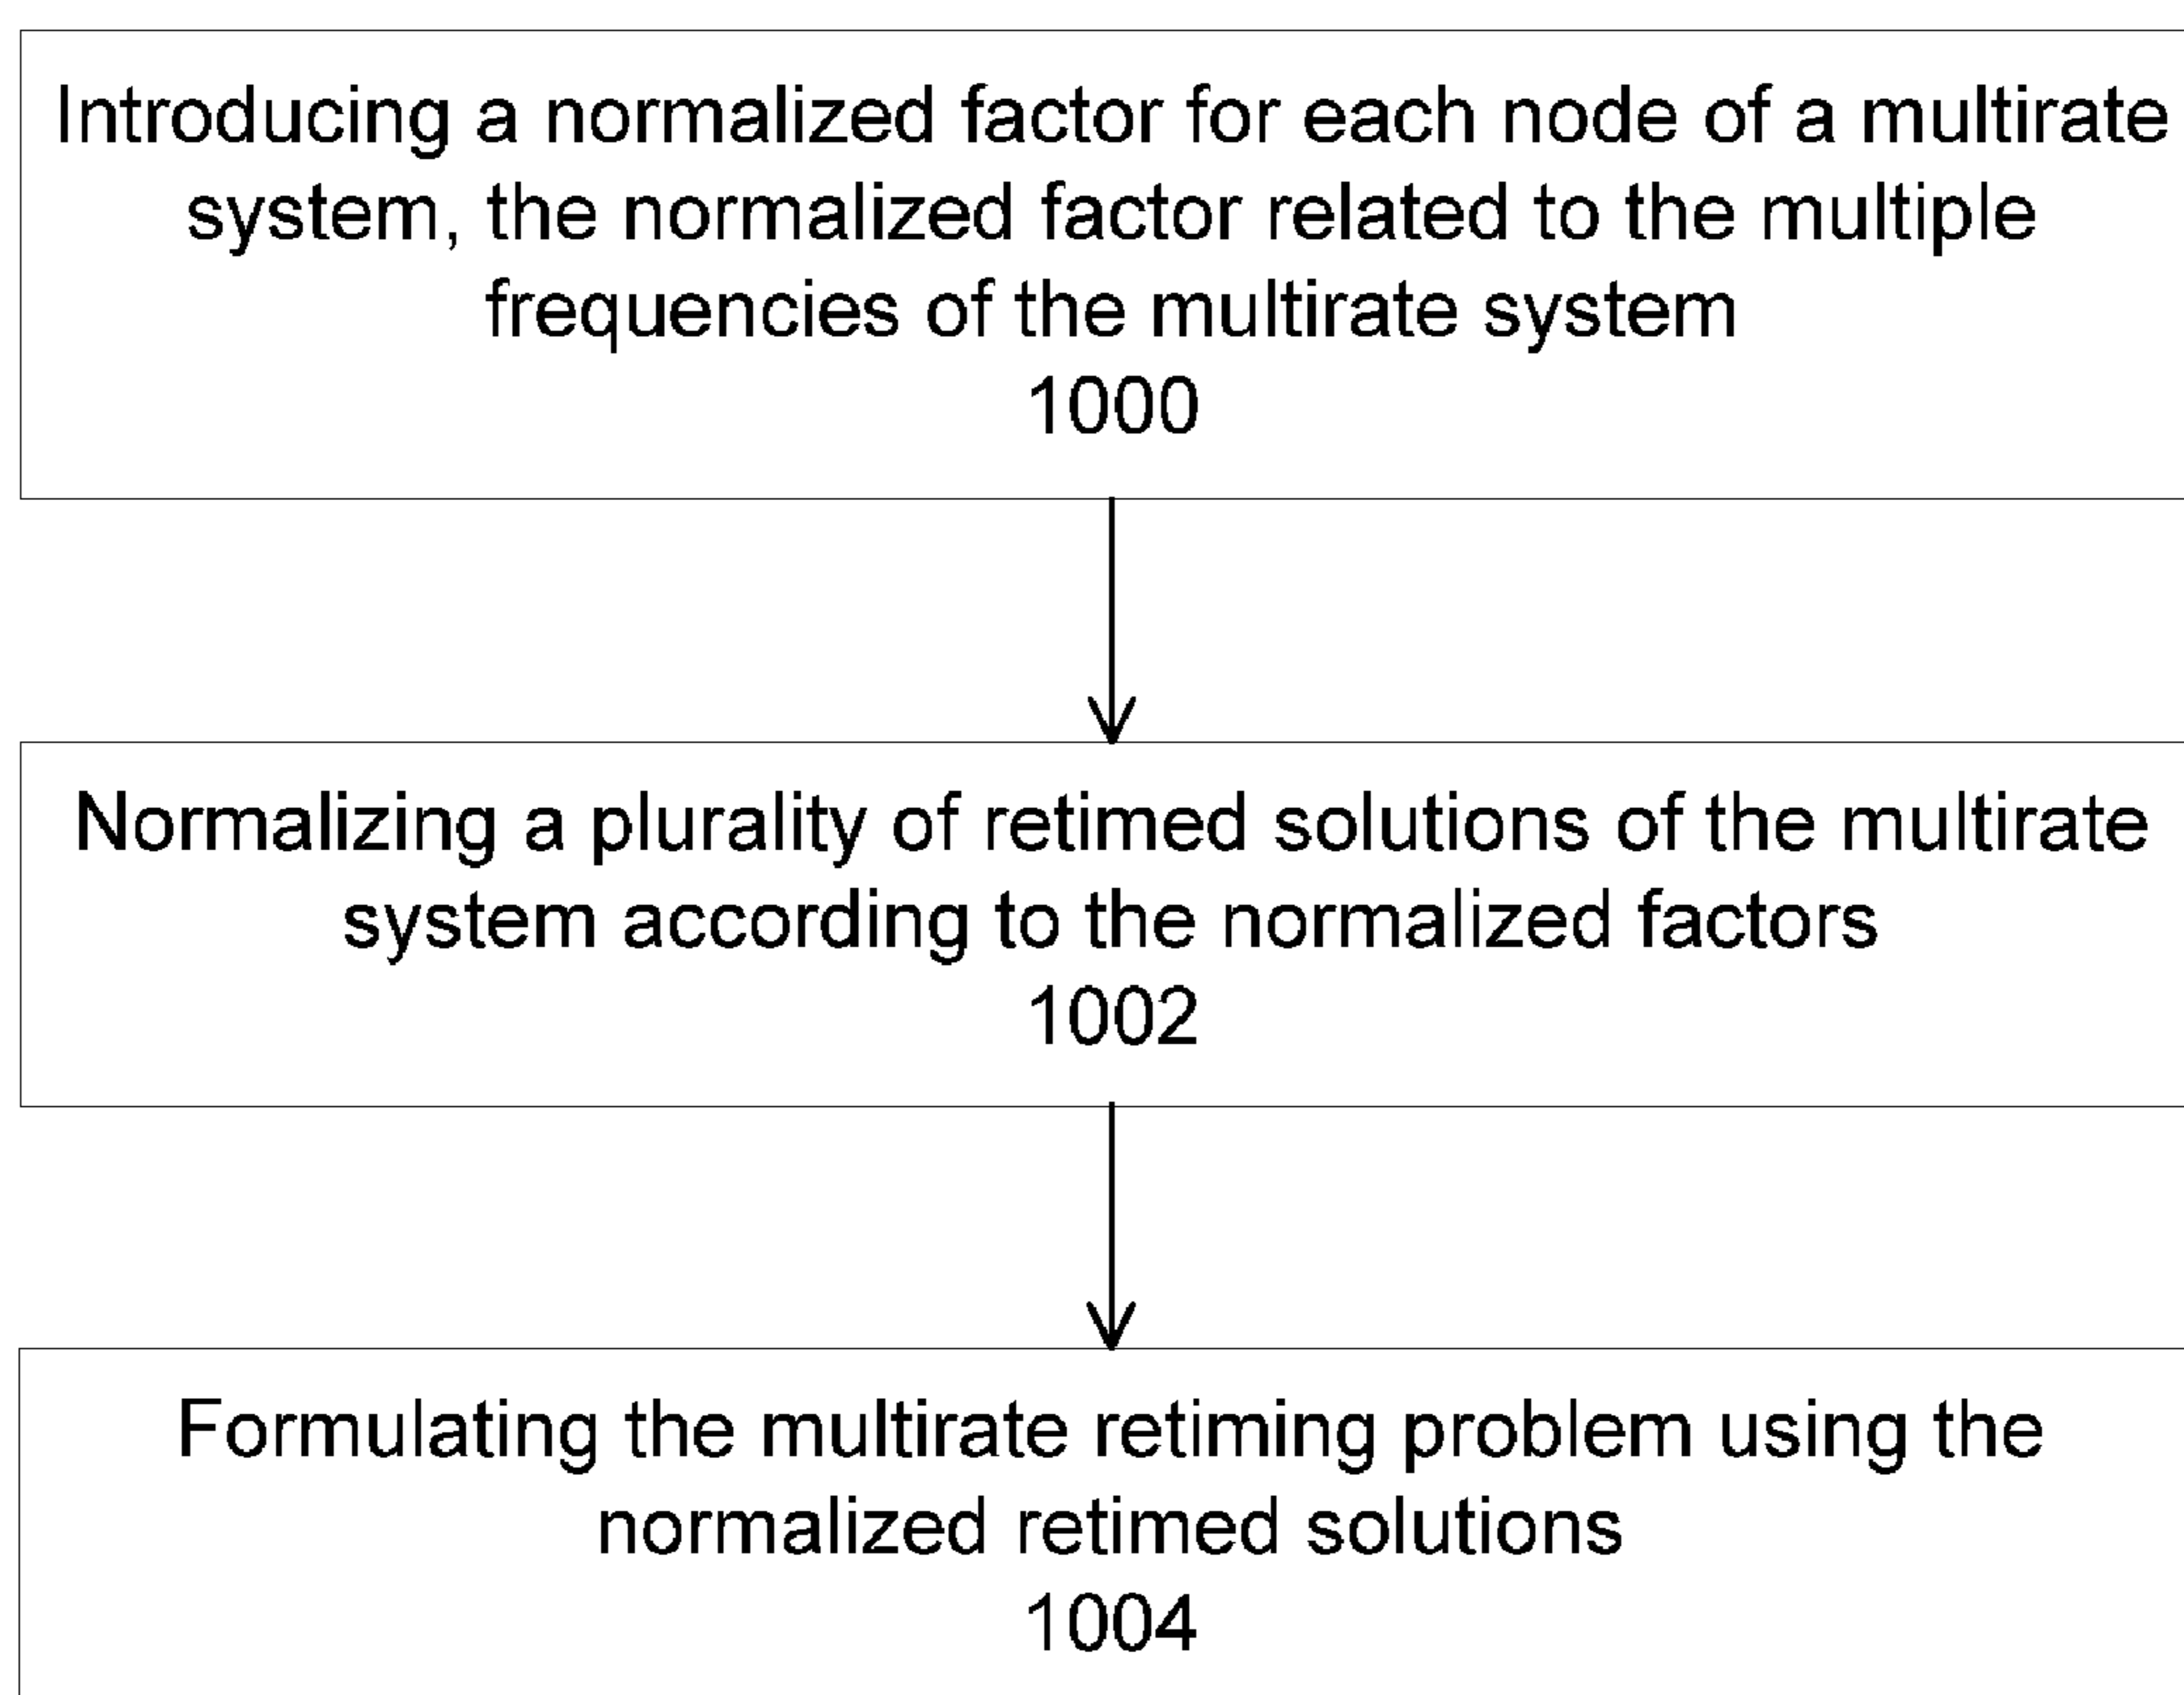 Introducing a normalized factor for each node of a multirate
system, the normalized factor related to the multiple
frequencies of the multirate system
1000
Normalizing a plurality of retimed solutions of the multirate
system according to the normalized factors
1002
Formulating the multirate retiming problem using the
normalized retimed solutions
1004